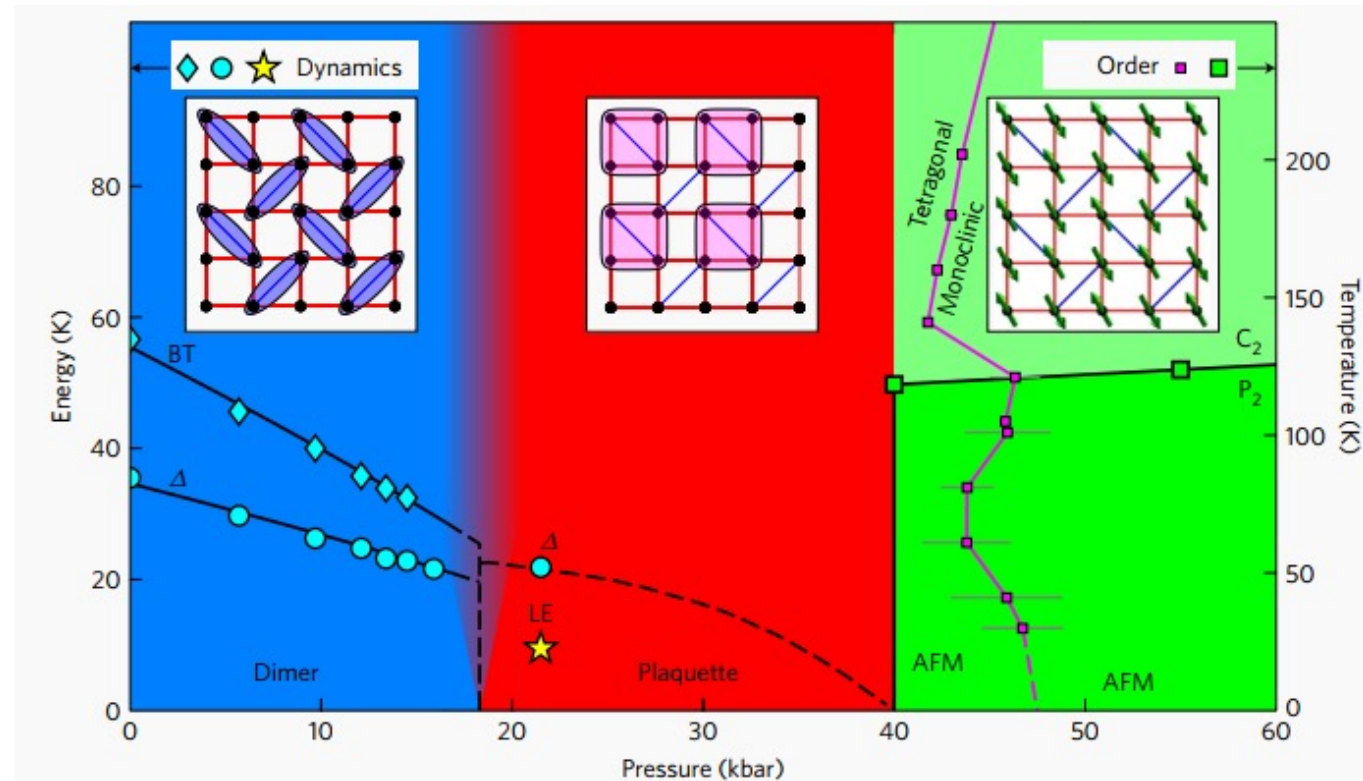 Dynamics
Order
Tetragonal
Monoclinic
BT
Δ
Δ
LE
Dimer
Plaquette
AFM
AFM
C2
P2
Energy (K)
80
60
40
20
0
Temperature (K)
200
150
100
50
0
0 10 20 30 40 50 60
Pressure (kbar)